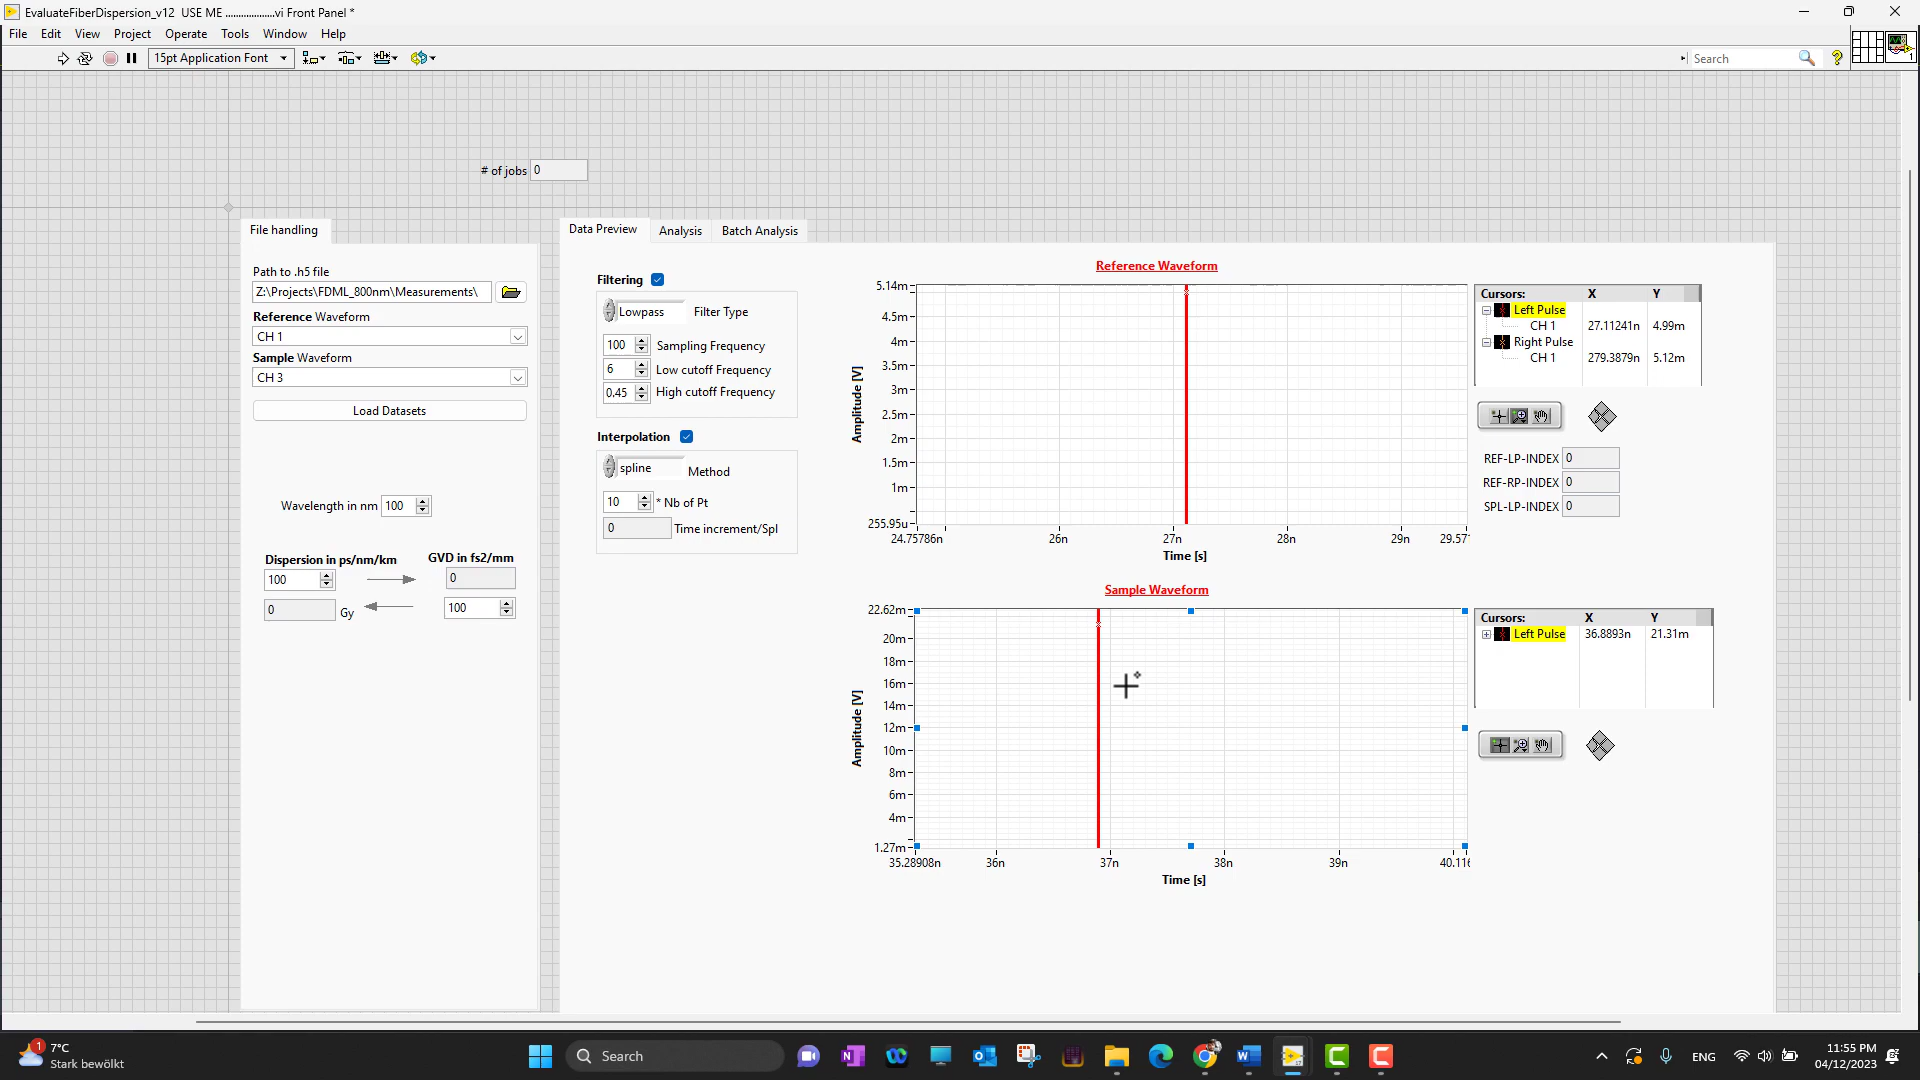 EvaluateFiberDispersion_v12 USE ME ...................vi Front Panel *
File Edit View Project Operate Tools Window Help
15pt Application Font
Search
1
# of jobs 0
File handling
Path to .h5 file
Z:\Projects\FDML_800nm\Measurements\
Reference Waveform
CH 1
Sample Waveform
CH 3
Load Datasets
Wavelength in nm 100
Dispersion in ps/nm/km GVD in fs2/mm
100 0
0 Gy 100
Data Preview Analysis Batch Analysis
Filtering
Lowpass Filter Type
100 Sampling Frequency
6 Low cutoff Frequency
0.45 High cutoff Frequency
Interpolation
spline Method
10 * Nb of Pt
0 Time increment/Spl
Reference Waveform
Amplitude [V]
5.14m
4.5m
4m
3.5m
3m
2.5m
2m
1.5m
1m
255.95u
24.75786n 26n 27n 28n 29n 29.571
Time [s]
Cursors: X Y
Left Pulse
CH 1 27.11241n 4.99m
Right Pulse
CH 1 279.3879n 5.12m
REF-LP-INDEX 0
REF-RP-INDEX 0
SPL-LP-INDEX 0
Sample Waveform
Amplitude [V]
22.62m
20m
18m
16m
14m
12m
10m
8m
6m
4m
1.27m
35.28908n 36n 37n 38n 39n 40.116
Time [s]
Cursors: X Y
Left Pulse 36.8893n 21.31m
1
7°C
Stark bewölkt
Search
ENG
11:55 PM
04/12/2023